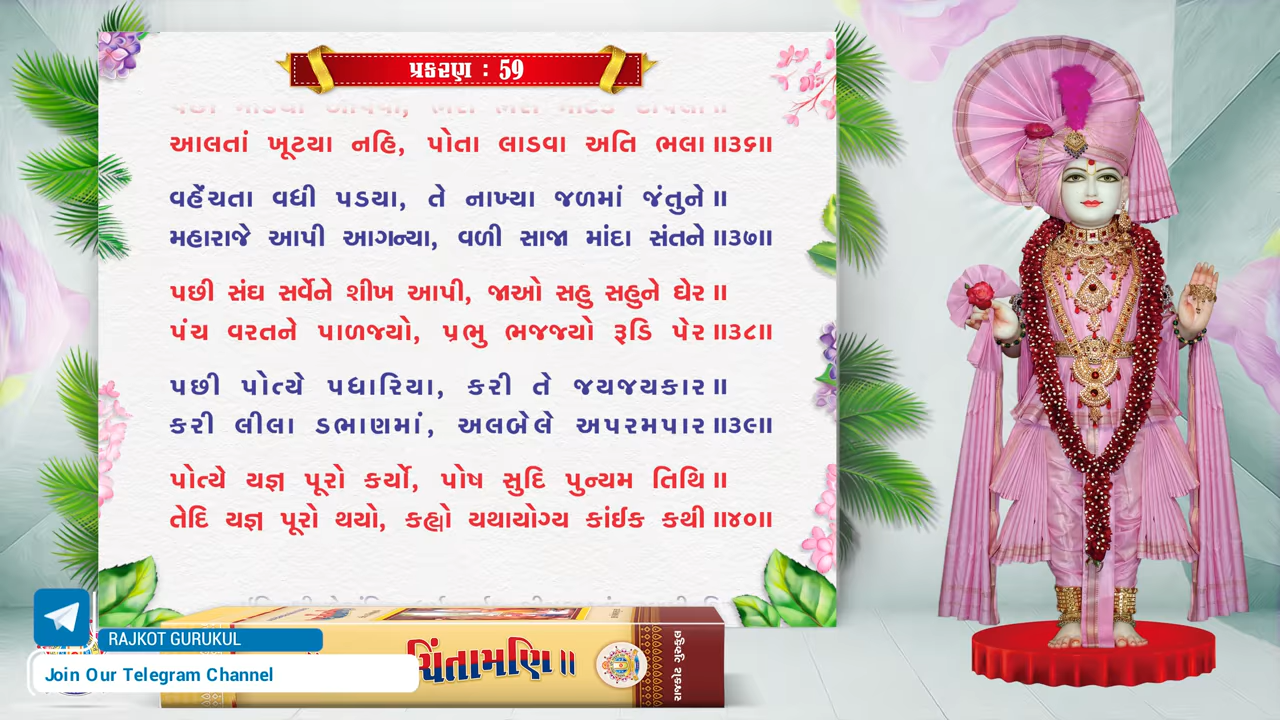 પ્રકરણ : 59
આલતાં ખૂટયા નહિ, પોતા લાડવા અતિ ભલા ॥૩૬॥
વહેંચતા વધી પડયા, તે નાખ્યા જળમાં જંતુને ॥
મહારાજે આપી આગન્યા, વળી સાજા માંદા સંતને ॥૩૭॥
પછી સંઘ સર્વેને શીખ આપી, જાઓ સહુ સહુને ઘેર ॥
પંચ વરતને પાળજ્યો, પ્રભુ ભજજ્યો રૂડિ પેર ॥૩૮॥
પછી પોત્યે પધારિયા, કરી તે જયજયકાર ॥
કરી લીલા ડભાણમાં, અલબેલે અપરમપાર ॥૩૯॥
પોત્યે યજ્ઞ પૂરો કર્યો, પોષ સુદિ પુન્યમ તિથિ ॥
તેદિ યજ્ઞ પૂરો થયો, કહ્યો યથાયોગ્ય કાંઈક કથી ॥૪૦॥
ચિંતામણિ ॥
રાજકોટ ગુરુકુલ
RAJKOT GURUKUL
Join Our Telegram Channel